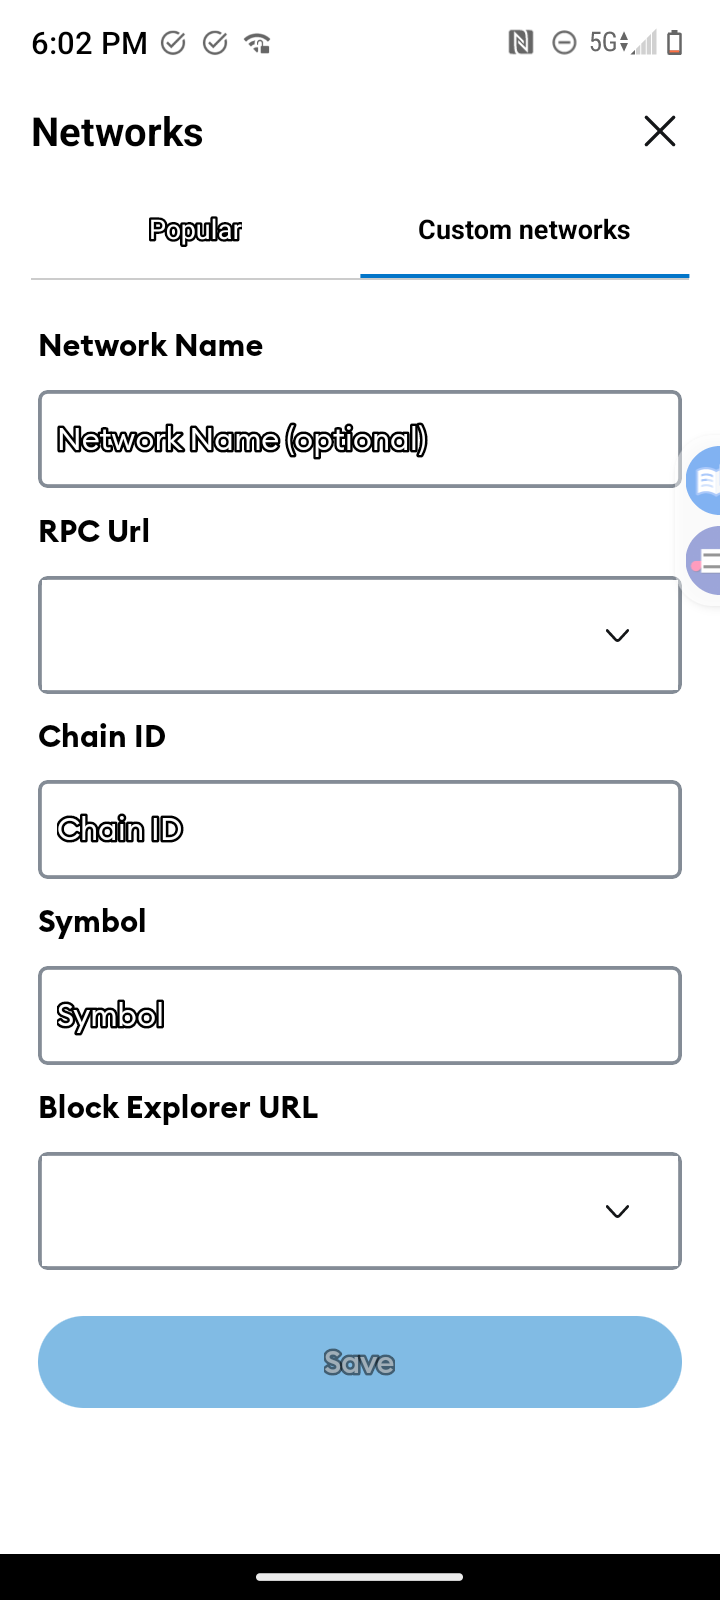 6:02 PM 5G
Networks
Popular Custom networks
Network Name
Network Name (optional)
RPC Url
Chain ID
Chain ID
Symbol
Symbol
Block Explorer URL
Save